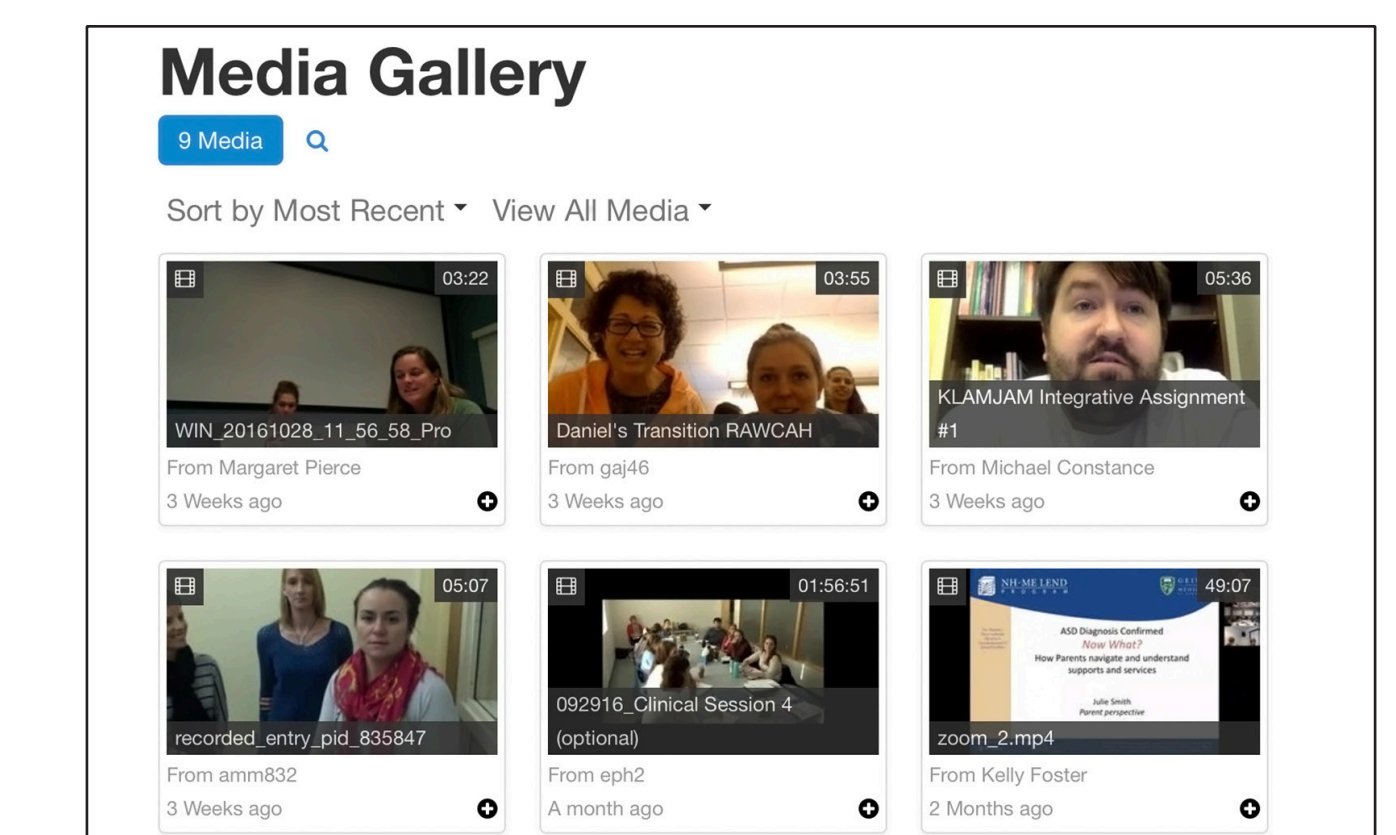 Media Gallery
9 Media
Sort by Most Recent View All Media
03:22
WIN_20161028_11_56_58_Pro
From Margaret Pierce
3 Weeks ago
03:55
Daniel's Transition RAWCAH
From gaj46
3 Weeks ago
05:36
KLAMJAM Integrative Assignment
#1
From Michael Constance
3 Weeks ago
05:07
recorded_entry_pid_835847
From amm832
3 Weeks ago
01:56:51
092916_Clinical Session 4
(optional)
From eph2
A month ago
49:07
NH-ME LEND
PROGRAM
ASD Diagnosis Confirmed
Now What?
How Parents navigate and understand
supports and services
Julie Smith
Parent perspective
zoom_2.mp4
From Kelly Foster
2 Months ago